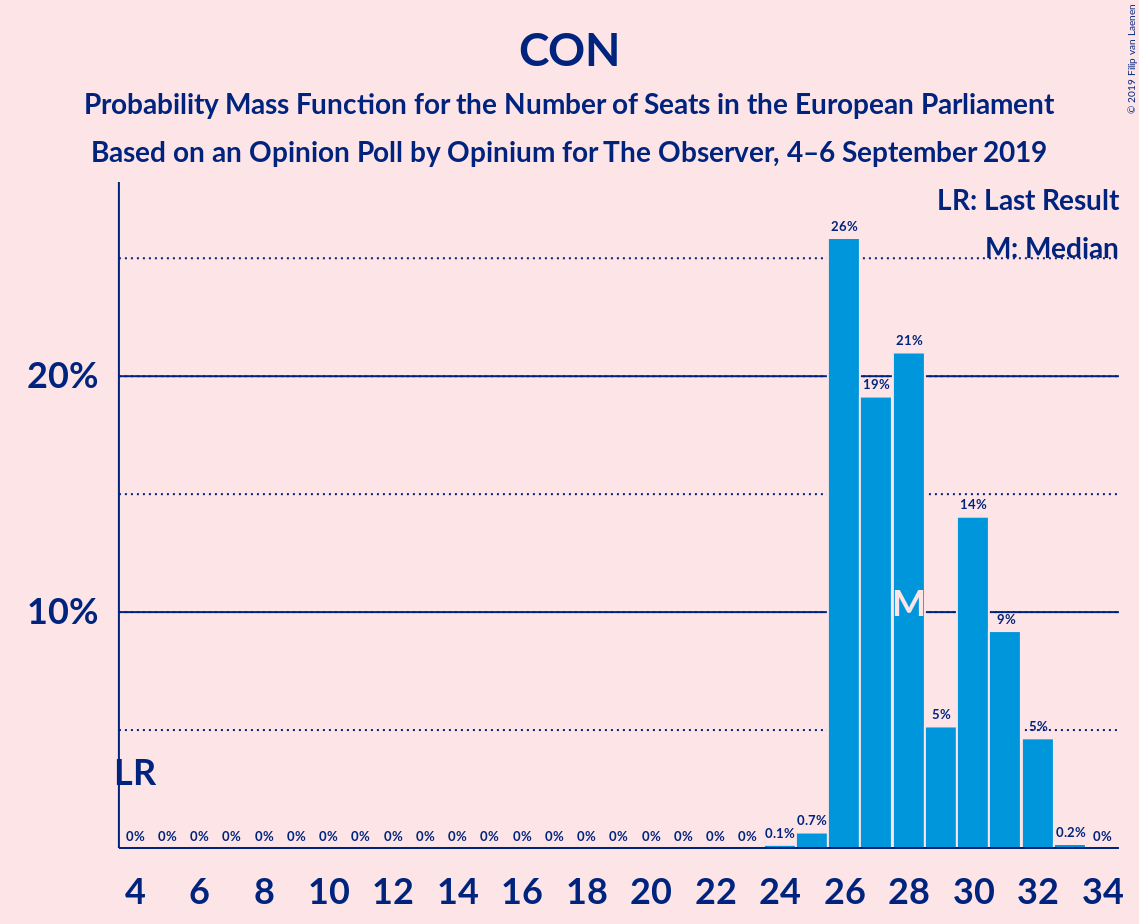 CON
Probability Mass Function for the Number of Seats in the European Parliament
Based on an Opinion Poll by Opinium for The Observer, 4–6 September 2019
© 2019 Filip van Laenen
LR: Last Result
M: Median
26%
21%
20%
19%
14%
10%
M
9%
5%
5%
LR
0% 0% 0% 0% 0% 0% 0% 0% 0% 0% 0% 0% 0% 0% 0% 0% 0% 0% 0% 0% 0.1% 0.7% 0.2% 0%
4 6 8 10 12 14 16 18 20 22 24 26 28 30 32 34